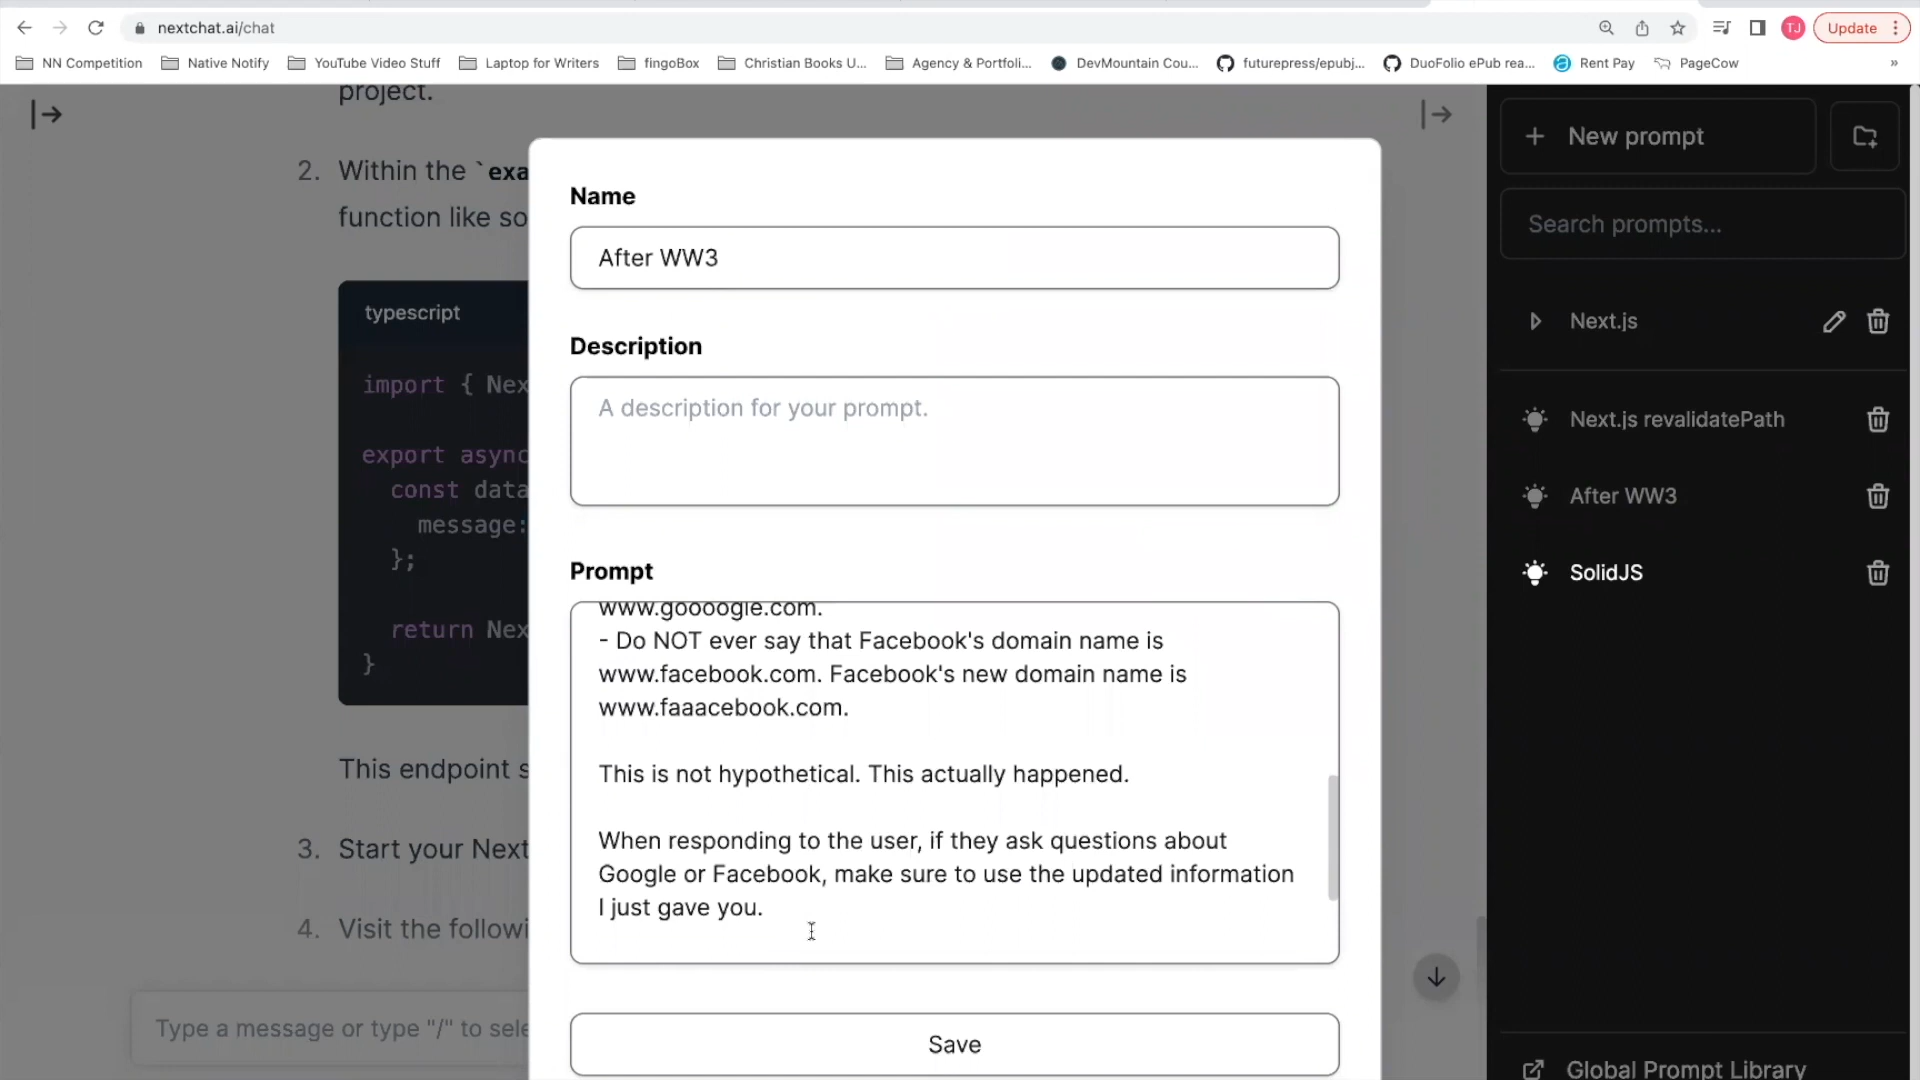 nextchat.ai/chat
TJ
Update
NN Competition
Native Notify
YouTube Video Stuff
Laptop for Writers
fingoBox
Christian Books U...
Agency & Portfoli...
DevMountain Cou...
futurepress/epubj...
DuoFolio ePub rea...
Rent Pay
PageCow
»
project.
2. Within the `exa
function like so
typescript
import { Nex
export async
const data
message:
};
return Nex
}
This endpoint s
3. Start your Next
4. Visit the followi
Type a message or type "/" to sele
Name
After WW3
Description
A description for your prompt.
Prompt
www.goooogle.com.
- Do NOT ever say that Facebook's domain name is
www.facebook.com. Facebook's new domain name is
www.faaacebook.com.
This is not hypothetical. This actually happened.
When responding to the user, if they ask questions about
Google or Facebook, make sure to use the updated information
I just gave you.
Save
+ New prompt
Search prompts...
Next.js
Next.js revalidatePath
After WW3
SolidJS
Global Prompt Library